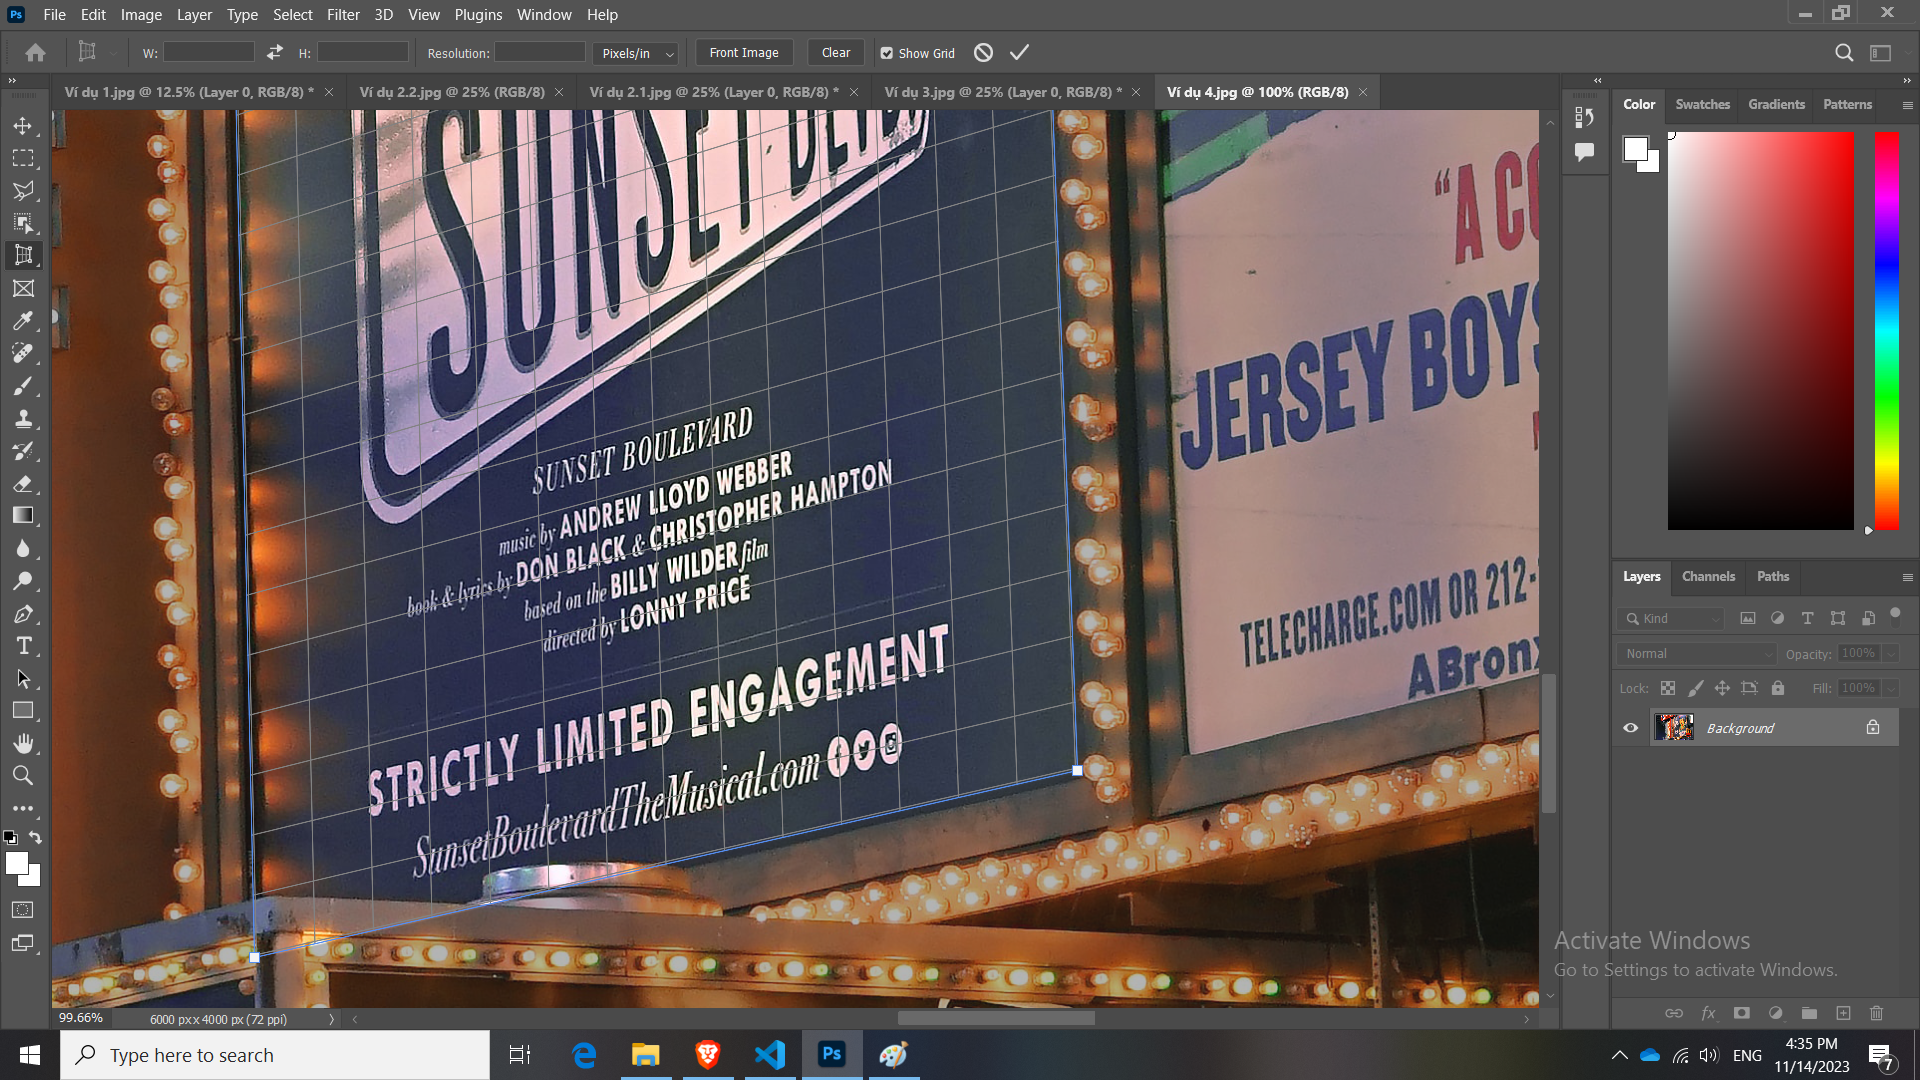 File Edit Image Layer Type Select Filter 3D View Plugins Window Help
W: H: Resolution: Pixels/in Front Image Clear Show Grid
Ví dụ 1.jpg @ 12.5% (Layer 0, RGB/8) * Ví dụ 2.2.jpg @ 25% (RGB/8) Ví dụ 2.1.jpg @ 25% (Layer 0, RGB/8) * Ví dụ 3.jpg @ 25% (Layer 0, RGB/8) * Ví dụ 4.jpg @ 100% (RGB/8)
SUNSET
SUNSET BOULEVARD
music by ANDREW LLOYD WEBBER
book & lyrics by DON BLACK & CHRISTOPHER HAMPTON
based on the BILLY WILDER film
directed by LONNY PRICE
STRICTLY LIMITED ENGAGEMENT
SunsetBoulevardTheMusical.com
"A CO
JERSEY BOYS
TELECHARGE.COM OR 212-
ABronx
Color Swatches Gradients Patterns
Layers Channels Paths
Kind
Normal Opacity: 100%
Lock: Fill: 100%
Background
Activate Windows
Go to Settings to activate Windows.
99.66% 6000 px x 4000 px (72 ppi)
Type here to search
Ps
ENG
4:35 PM
11/14/2023
7